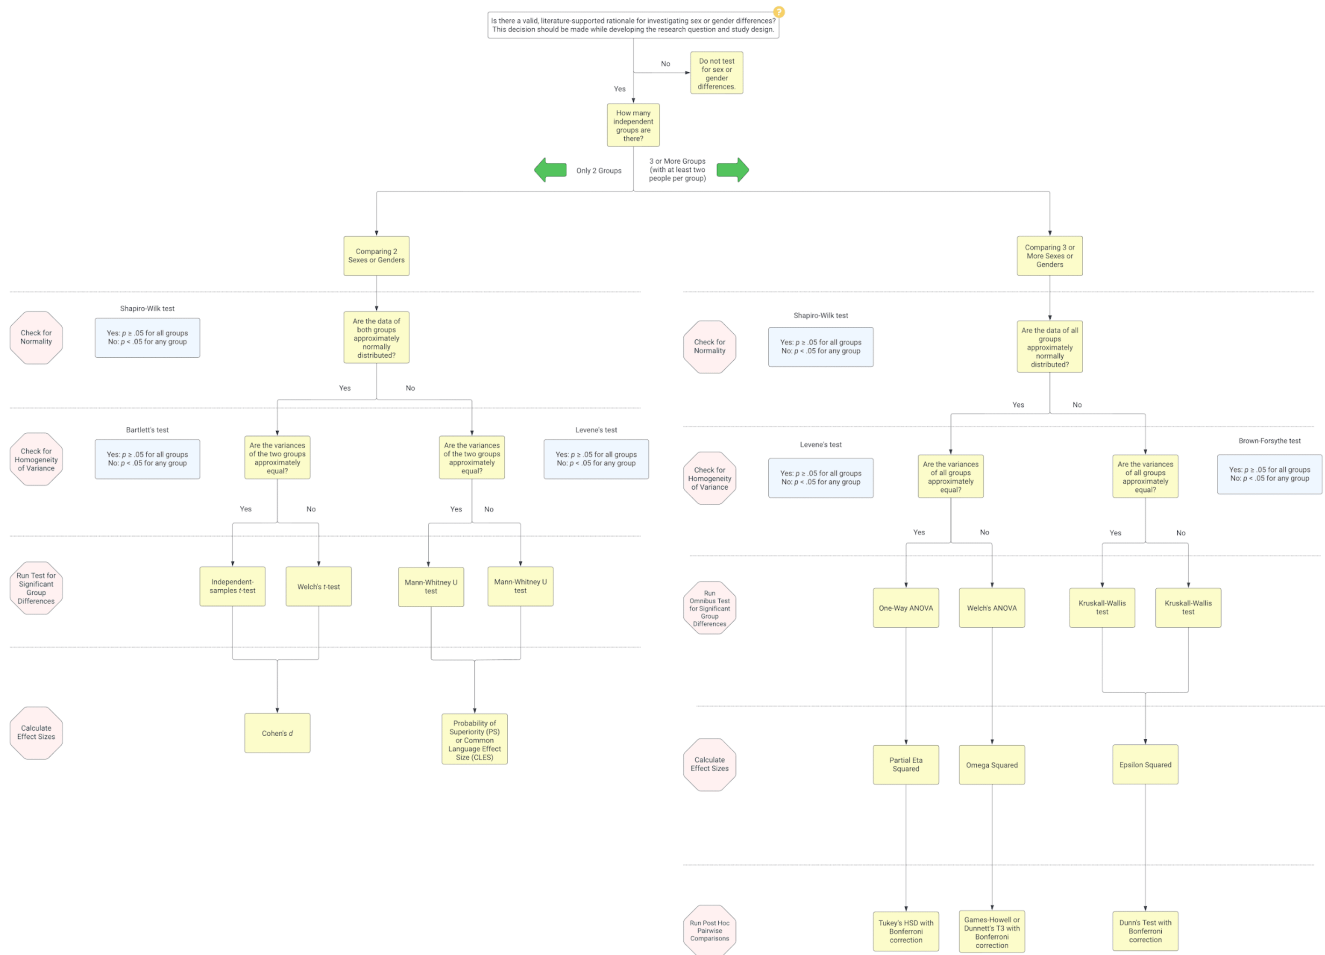 ?
Is there a valid, literature-supported rationale for investigating sex or gender differences?
This decision should be made while developing the research question and study design.
No
Do not test
for sex or
gender
differences.
Yes
How many
independent
groups are
there?
Only 2 Groups
3 or More Groups
(with at least two
people per group)
Comparing 2
Sexes or Genders
Check for
Normality
Shapiro-Wilk test
Yes: p ≥ .05 for all groups
No: p < .05 for any group
Are the data of
both groups
approximately
normally
distributed?
Yes
No
Check for
Homogeneity
of Variance
Bartlett's test
Yes: p ≥ .05 for all groups
No: p < .05 for any group
Are the variances
of the two groups
approximately
equal?
Are the variances
of the two groups
approximately
equal?
Levene's test
Yes: p ≥ .05 for all groups
No: p < .05 for any group
Yes
No
Yes
No
Run Test for
Significant
Group
Differences
Independent-
samples t-test
Welch's t-test
Mann-Whitney U
test
Mann-Whitney U
test
Calculate
Effect Sizes
Cohen's d
Probability of
Superiority (PS)
or Common
Language Effect
Size (CLES)
Comparing 3 or
More Sexes or
Genders
Check for
Normality
Shapiro-Wilk test
Yes: p ≥ .05 for all groups
No: p < .05 for any group
Are the data of all
groups
approximately
normally
distributed?
Yes
No
Check for
Homogeneity
of Variance
Levene's test
Yes: p ≥ .05 for all groups
No: p < .05 for any group
Are the variances
of all groups
approximately
equal?
Are the variances
of all groups
approximately
equal?
Brown-Forsythe test
Yes: p ≥ .05 for all groups
No: p < .05 for any group
Yes
No
Yes
No
Run
Omnibus Test
for Significant
Group
Differences
One-Way ANOVA
Welch's ANOVA
Kruskall-Wallis
test
Kruskall-Wallis
test
Calculate
Effect Sizes
Partial Eta
Squared
Omega Squared
Epsilon Squared
Run Post Hoc
Pairwise
Comparisons
Tukey's HSD with
Bonferroni
correction
Games-Howell or
Dunnett's T3 with
Bonferroni
correction
Dunn's Test with
Bonferroni
correction